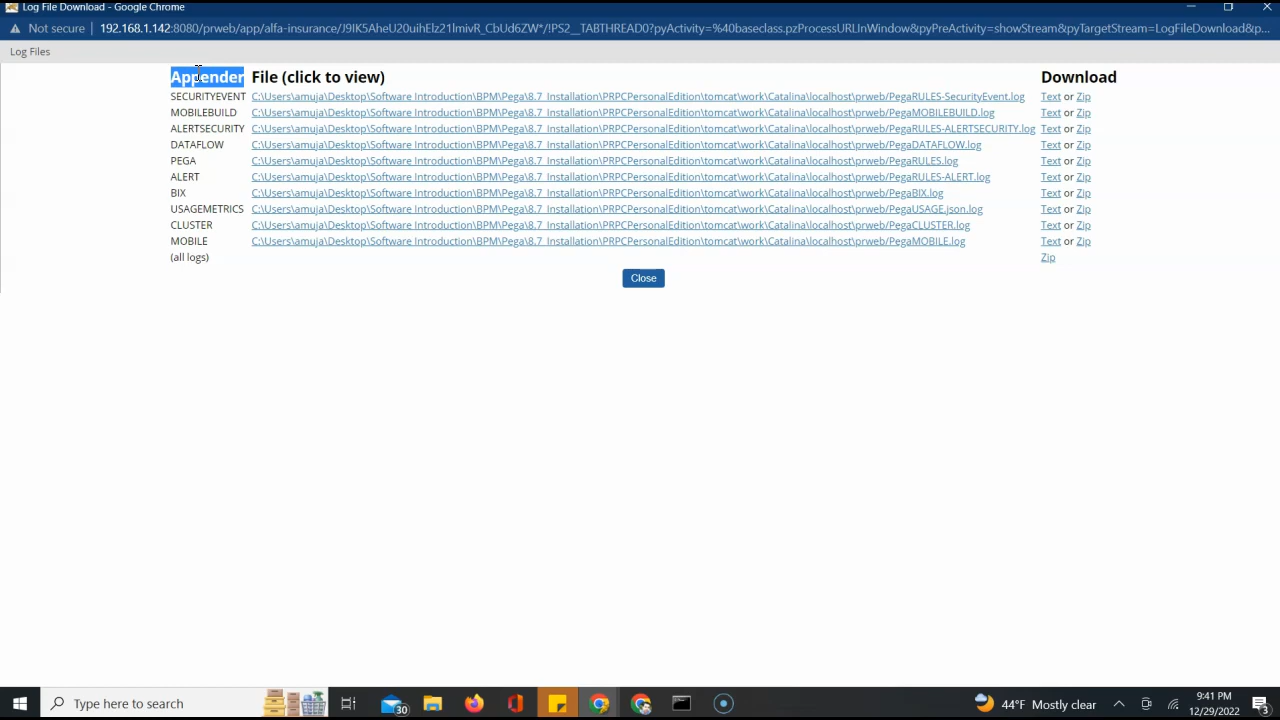 Log File Download - Google Chrome
Not secure 192.168.1.142:8080/prweb/app/alfa-insurance/J9IK5AheU20uihElz21lmivR_CbUd6ZW*/!PS2__TABTHREAD0?pyActivity=%40baseclass.pzProcessURLInWindow&pyPreActivity=showStream&pyTargetStream=LogFileDownload&p...
Log Files
Appender File (click to view) Download
SECURITYEVENT C:\Users\amuja\Desktop\Software Introduction\BPM\Pega\8.7_Installation\PRPCPersonalEdition\tomcat\work\Catalina\localhost\prweb/PegaRULES-SecurityEvent.log Text or Zip
MOBILEBUILD C:\Users\amuja\Desktop\Software Introduction\BPM\Pega\8.7_Installation\PRPCPersonalEdition\tomcat\work\Catalina\localhost\prweb/PegaMOBILEBUILD.log Text or Zip
ALERTSECURITY C:\Users\amuja\Desktop\Software Introduction\BPM\Pega\8.7_Installation\PRPCPersonalEdition\tomcat\work\Catalina\localhost\prweb/PegaRULES-ALERTSECURITY.log Text or Zip
DATAFLOW C:\Users\amuja\Desktop\Software Introduction\BPM\Pega\8.7_Installation\PRPCPersonalEdition\tomcat\work\Catalina\localhost\prweb/PegaDATAFLOW.log Text or Zip
PEGA C:\Users\amuja\Desktop\Software Introduction\BPM\Pega\8.7_Installation\PRPCPersonalEdition\tomcat\work\Catalina\localhost\prweb/PegaRULES.log Text or Zip
ALERT C:\Users\amuja\Desktop\Software Introduction\BPM\Pega\8.7_Installation\PRPCPersonalEdition\tomcat\work\Catalina\localhost\prweb/PegaRULES-ALERT.log Text or Zip
BIX C:\Users\amuja\Desktop\Software Introduction\BPM\Pega\8.7_Installation\PRPCPersonalEdition\tomcat\work\Catalina\localhost\prweb/PegaBIX.log Text or Zip
USAGEMETRICS C:\Users\amuja\Desktop\Software Introduction\BPM\Pega\8.7_Installation\PRPCPersonalEdition\tomcat\work\Catalina\localhost\prweb/PegaUSAGE.json.log Text or Zip
CLUSTER C:\Users\amuja\Desktop\Software Introduction\BPM\Pega\8.7_Installation\PRPCPersonalEdition\tomcat\work\Catalina\localhost\prweb/PegaCLUSTER.log Text or Zip
MOBILE C:\Users\amuja\Desktop\Software Introduction\BPM\Pega\8.7_Installation\PRPCPersonalEdition\tomcat\work\Catalina\localhost\prweb/PegaMOBILE.log Text or Zip
(all logs) Zip
Close
Type here to search 30 44°F Mostly clear 9:41 PM
12/29/2022 3